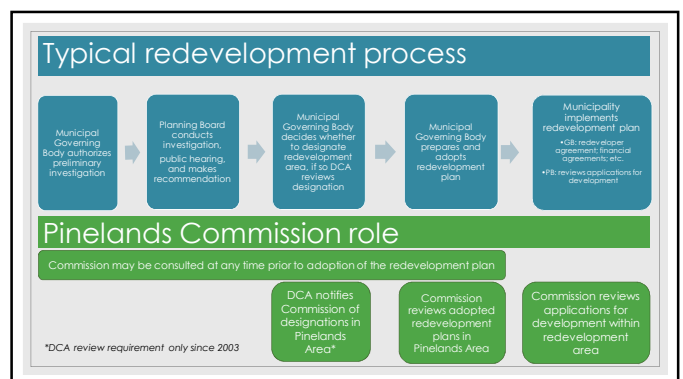 Typical redevelopment process
Municipal
Governing
Body authorizes
preliminary
investigation
Planning Board
conducts
investigation,
public hearing,
and makes
recommendation
Municipal
Governing Body
decides whether
to designate
redevelopment
area, if so DCA
reviews
designation
Municipal
Governing Body
prepares and
adopts
redevelopment
plan
Municipality
implements
redevelopment plan
•GB: redeveloper
agreement; financial
agreements; etc.
•PB: reviews applications for
development
Pinelands Commission role
Commission may be consulted at any time prior to adoption of the redevelopment plan
DCA notifies
Commission of
designations in
Pinelands
Area*
Commission
reviews adopted
redevelopment
plans in
Pinelands Area
Commission reviews
applications for
development within
redevelopment
area
*DCA review requirement only since 2003